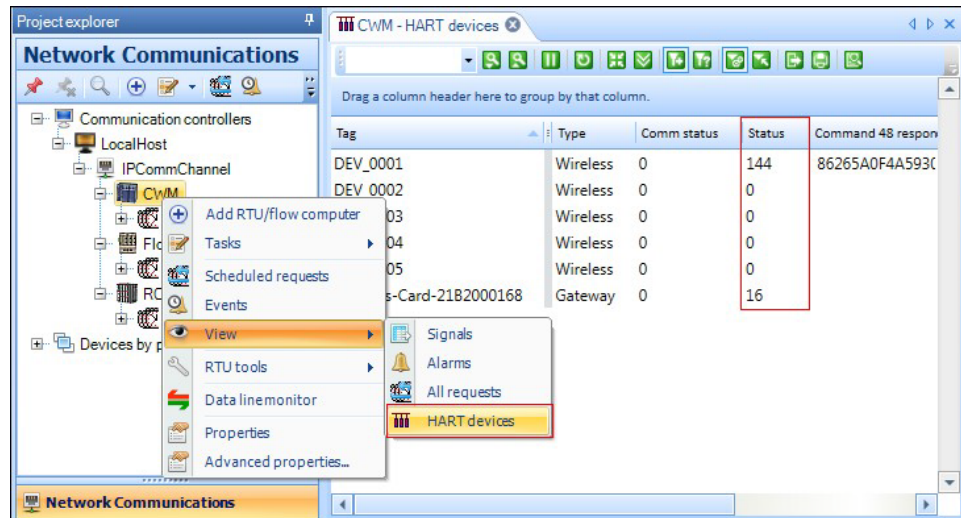 Project explorer
Network Communications
Communication controllers
LocalHost
IPCommChannel
CWM
Flo
RO
Devices by p
Add RTU/flow computer
Tasks
Scheduled requests
Events
View
RTU tools
Data line monitor
Properties
Advanced properties...
Signals
Alarms
All requests
HART devices
Network Communications
CWM - HART devices
Drag a column header here to group by that column.
Tag Type Comm status Status Command 48 respon
DEV_0001 Wireless 0 144 86265A0F4A593(
DEV_0002 Wireless 0 0
03 Wireless 0 0
04 Wireless 0 0
05 Wireless 0 0
s-Card-21B2000168 Gateway 0 16